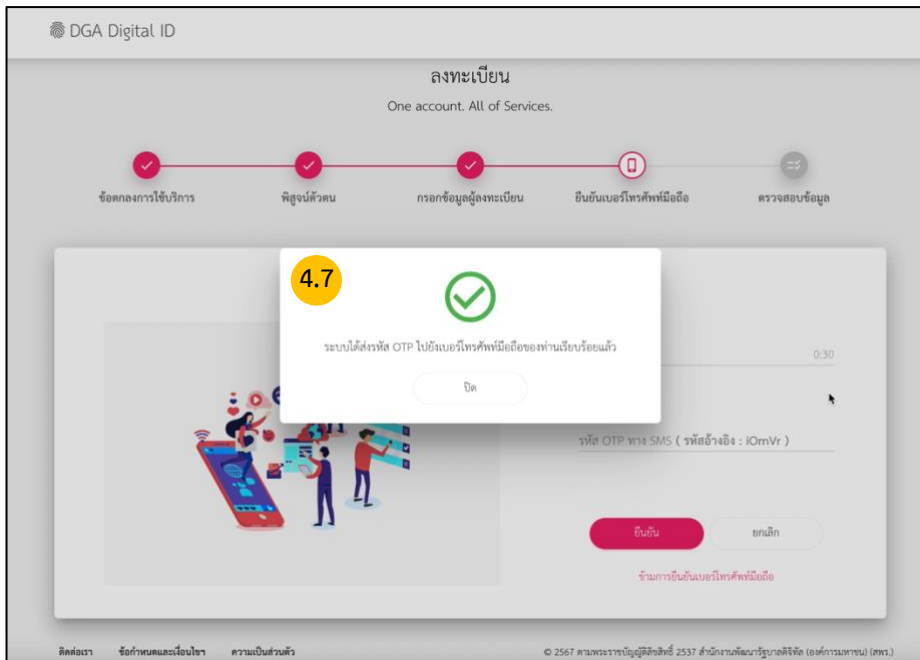 DGA Digital ID
ลงทะเบียน
One account. All of Services.
ข้อตกลงการใช้บริการ
พิสูจน์ตัวตน
กรอกข้อมูลผู้ลงทะเบียน
ยืนยันเบอร์โทรศัพท์มือถือ
ตรวจสอบข้อมูล
4.7
ระบบได้ส่งรหัส OTP ไปยังเบอร์โทรศัพท์มือถือของท่านเรียบร้อยแล้ว
ปิด
0:30
รหัส OTP ทาง SMS ( รหัสอ้างอิง : iOmVr )
ยืนยัน
ยกเลิก
ข้ามการยืนยันเบอร์โทรศัพท์มือถือ
ติดต่อเรา ข้อกำหนดและเงื่อนไขฯ ความเป็นส่วนตัว
© 2567 ตามพระราชบัญญัติลิขสิทธิ์ 2537 สำนักงานพัฒนารัฐบาลดิจิทัล (องค์การมหาชน) (สพร.)